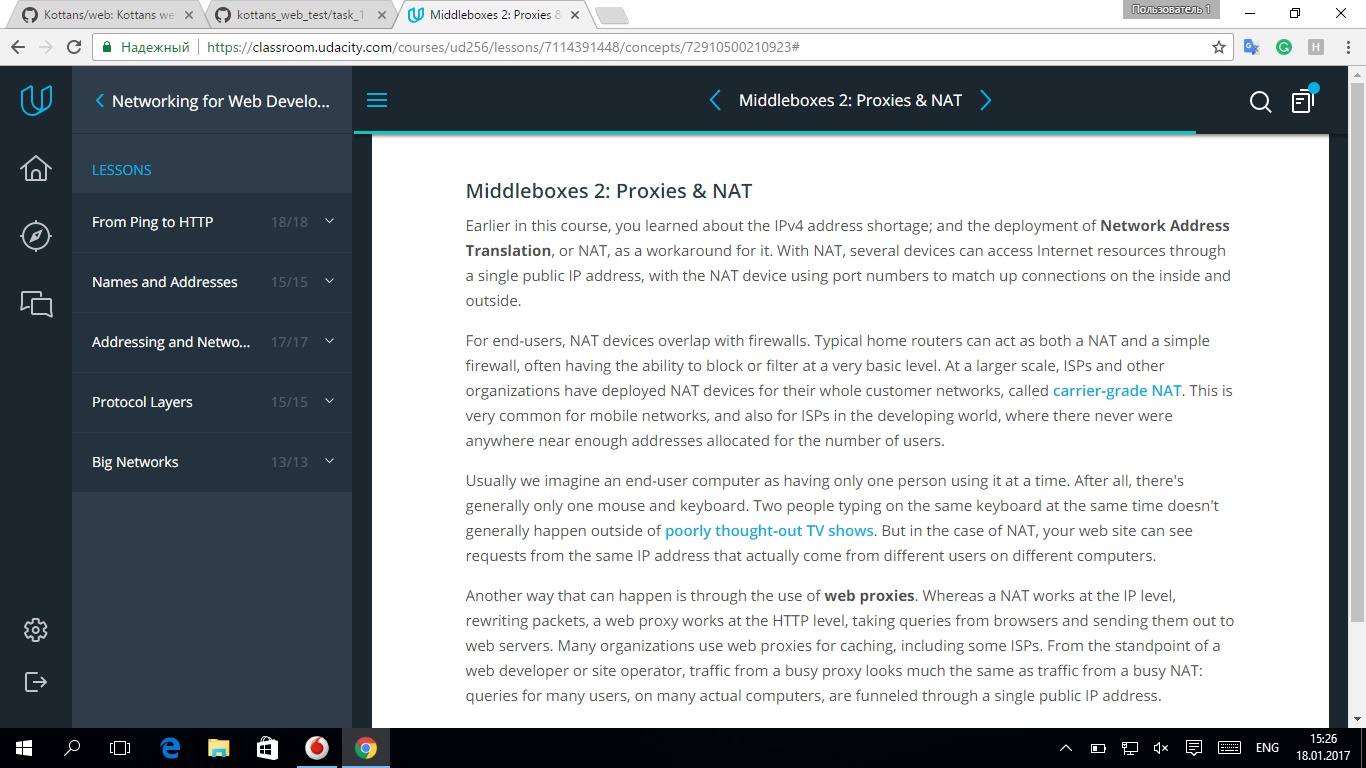 Kottans/web: Kottans we
kottans_web_test/task_1
Middleboxes 2: Proxies &
Пользователь 1
Надежный
https://classroom.udacity.com/courses/ud256/lessons/7114391448/concepts/72910500210923#
H
Networking for Web Develo...
Middleboxes 2: Proxies & NAT
LESSONS
From Ping to HTTP 18/18
Names and Addresses 15/15
Addressing and Netwo... 17/17
Protocol Layers 15/15
Big Networks 13/13
Middleboxes 2: Proxies & NAT
Earlier in this course, you learned about the IPv4 address shortage; and the deployment of Network Address
Translation, or NAT, as a workaround for it. With NAT, several devices can access Internet resources through
a single public IP address, with the NAT device using port numbers to match up connections on the inside and
outside.
For end-users, NAT devices overlap with firewalls. Typical home routers can act as both a NAT and a simple
firewall, often having the ability to block or filter at a very basic level. At a larger scale, ISPs and other
organizations have deployed NAT devices for their whole customer networks, called carrier-grade NAT. This is
very common for mobile networks, and also for ISPs in the developing world, where there never were
anywhere near enough addresses allocated for the number of users.
Usually we imagine an end-user computer as having only one person using it at a time. After all, there's
generally only one mouse and keyboard. Two people typing on the same keyboard at the same time doesn't
generally happen outside of poorly thought-out TV shows. But in the case of NAT, your web site can see
requests from the same IP address that actually come from different users on different computers.
Another way that can happen is through the use of web proxies. Whereas a NAT works at the IP level,
rewriting packets, a web proxy works at the HTTP level, taking queries from browsers and sending them out to
web servers. Many organizations use web proxies for caching, including some ISPs. From the standpoint of a
web developer or site operator, traffic from a busy proxy looks much the same as traffic from a busy NAT:
queries for many users, on many actual computers, are funneled through a single public IP address.
ENG
15:26
18.01.2017